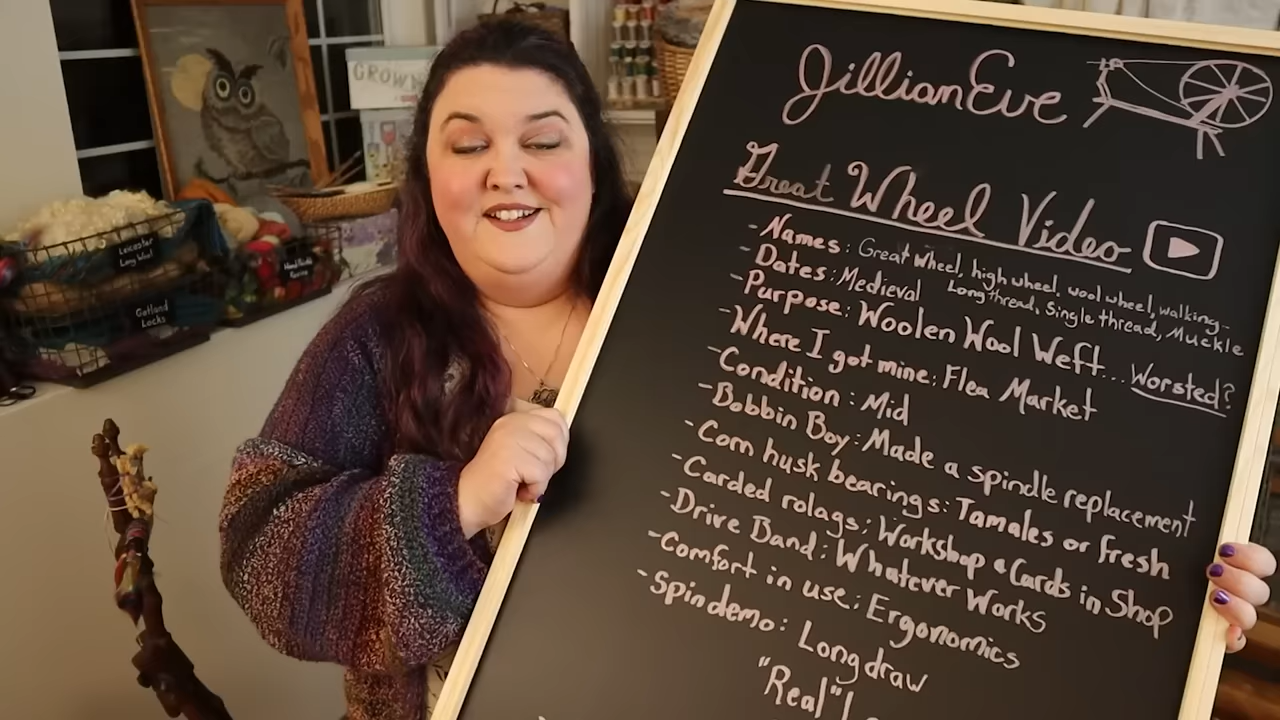 JillianEve
Great Wheel Video
- Names: Great Wheel, high wheel, wool wheel, walking-
Long thread, Single thread, Muckle
- Dates: Medieval
- Purpose: Woolen Wool Weft... Worsted?
- Where I got mine: Flea Market
- Condition: Mid
- Bobbin Boy: Made a spindle replacement
- Corn husk bearings: Tamales or fresh
- Carded rolags; Workshop & Cards in Shop
- Drive Band: Whatever Works
- Comfort in use: Ergonomics
- Spin demo: Longdraw
"Real"
GROWN
Leicester
Long Wool
Gotland
Locks